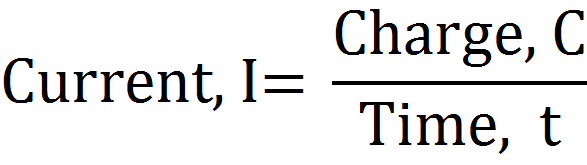 Charge, C
Current, I=
Time, t